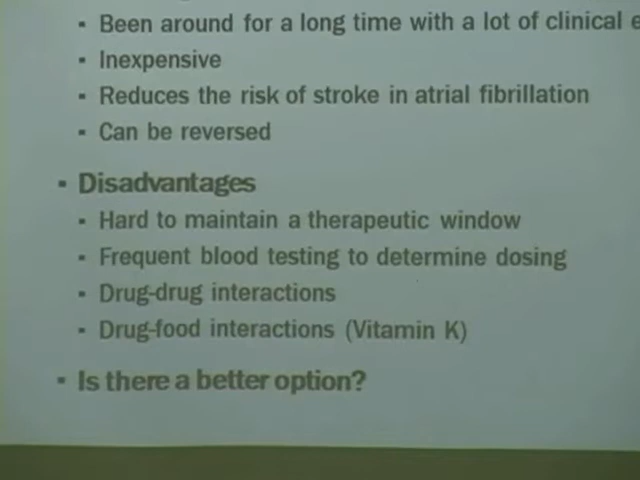 Been around for a long time with a lot of clinical
Inexpensive
Reduces the risk of stroke in atrial fibrillation
Can be reversed
Disadvantages
Hard to maintain a therapeutic window
Frequent blood testing to determine dosing
Drug-drug interactions
Drug-food interactions (Vitamin K)
Is there a better option?